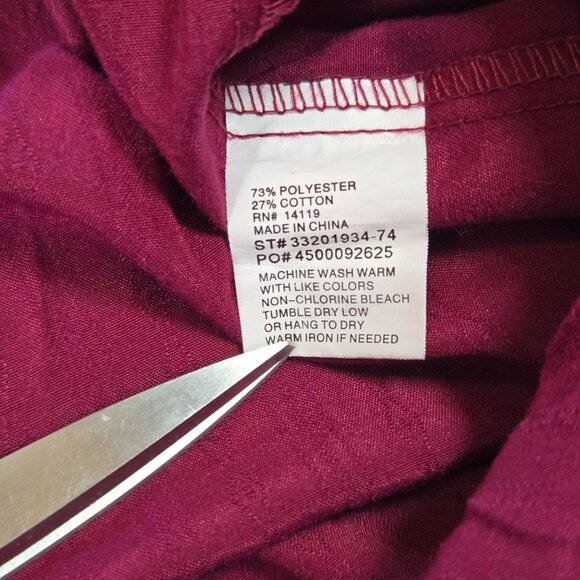 73% POLYESTER
27% COTTON
RN# 14119
MADE IN CHINA
ST# 33201934-74
PO# 4500092625
MACHINE WASH WARM
WITH LIKE COLORS
NON-CHLORINE BLEACH
TUMBLE DRY LOW
OR HANG TO DRY
WARM IRON IF NEEDED